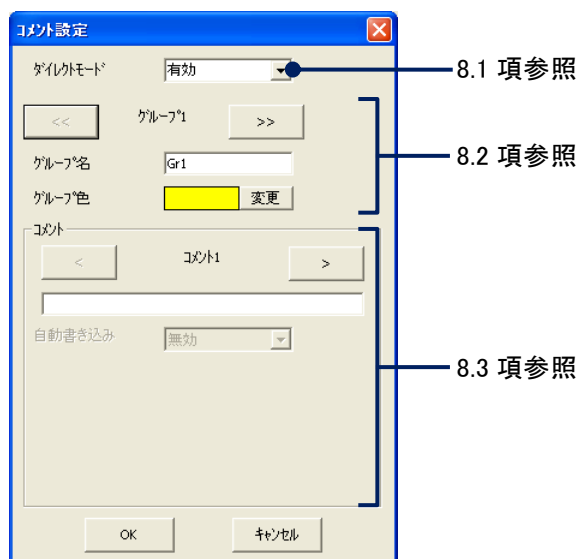 コメント設定
ダイレクトモード 有効
8.1 項参照
<< グループ1 >>
グループ名 Gr1
8.2 項参照
グループ色 変更
コメント
< コメント1 >
自動書き込み 無効
8.3 項参照
OK キャンセル